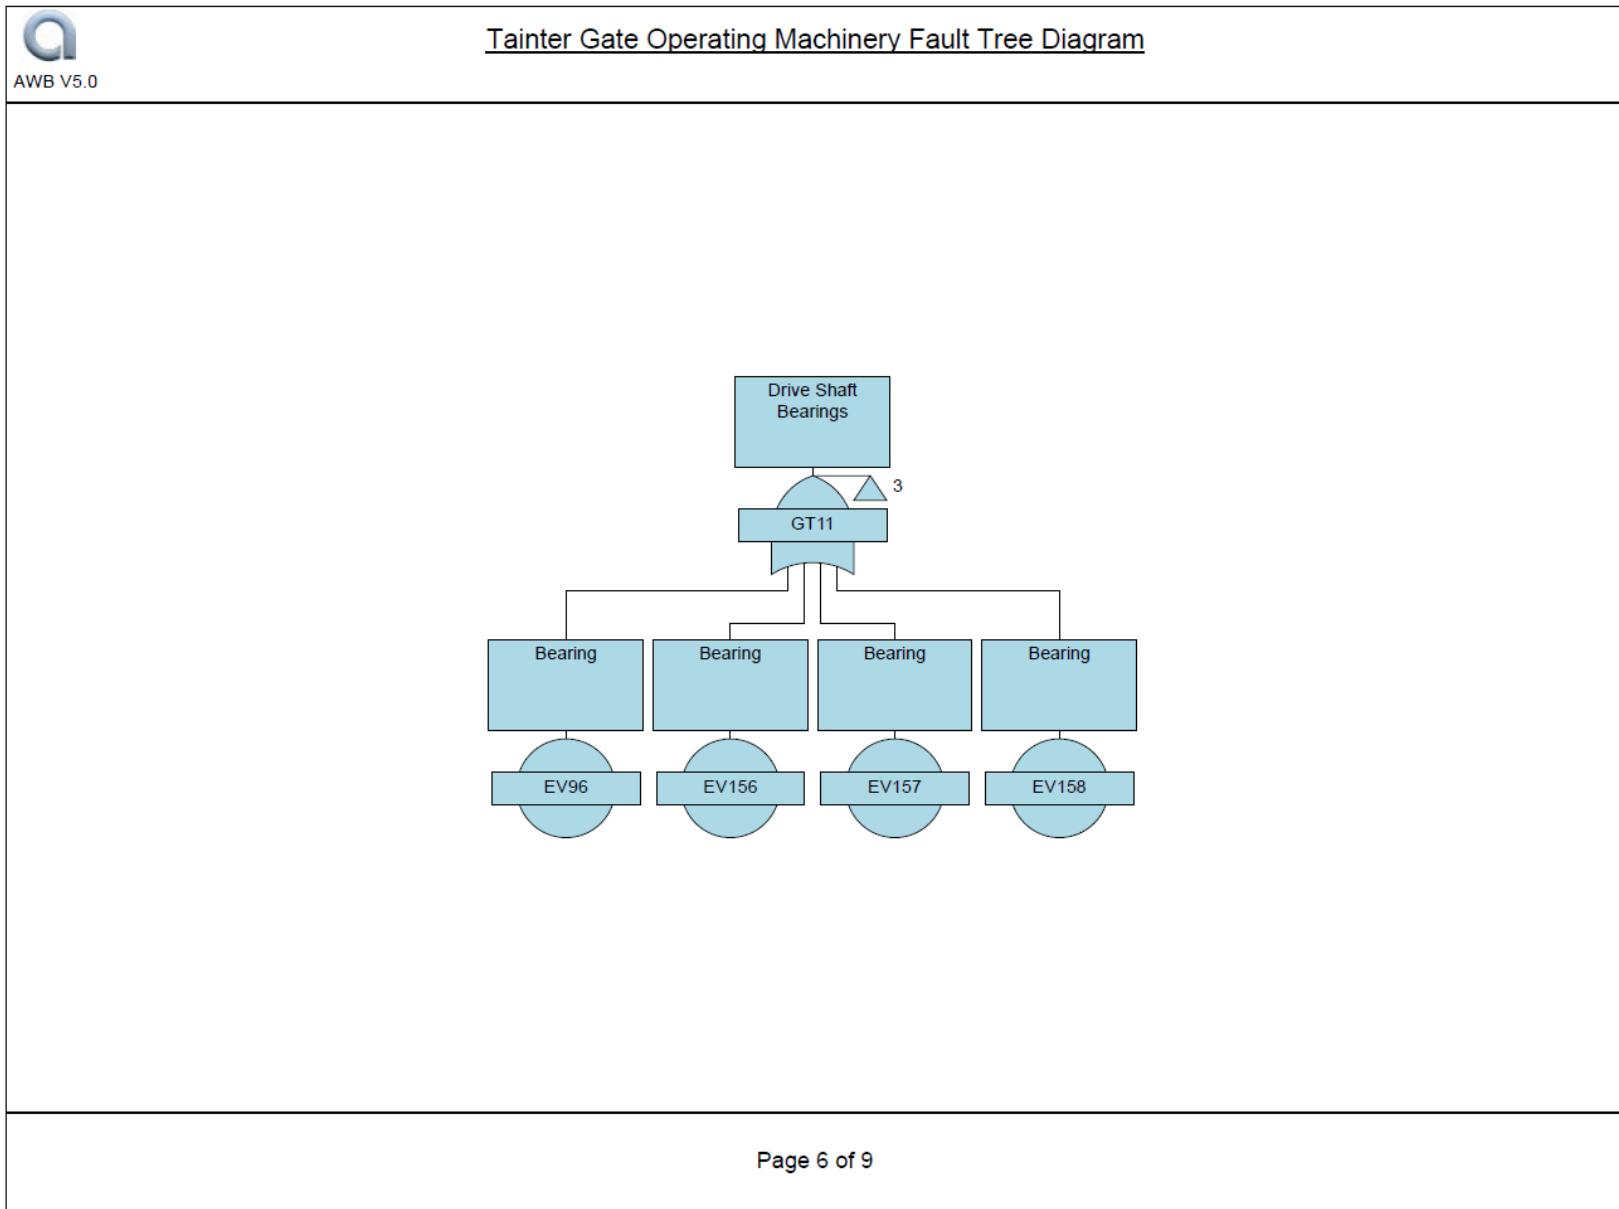 Tainter Gate Operating Machinery Fault Tree Diagram
AWB V5.0
Drive Shaft
Bearings
3
GT11
Bearing
Bearing
Bearing
Bearing
EV96
EV156
EV157
EV158
Page 6 of 9